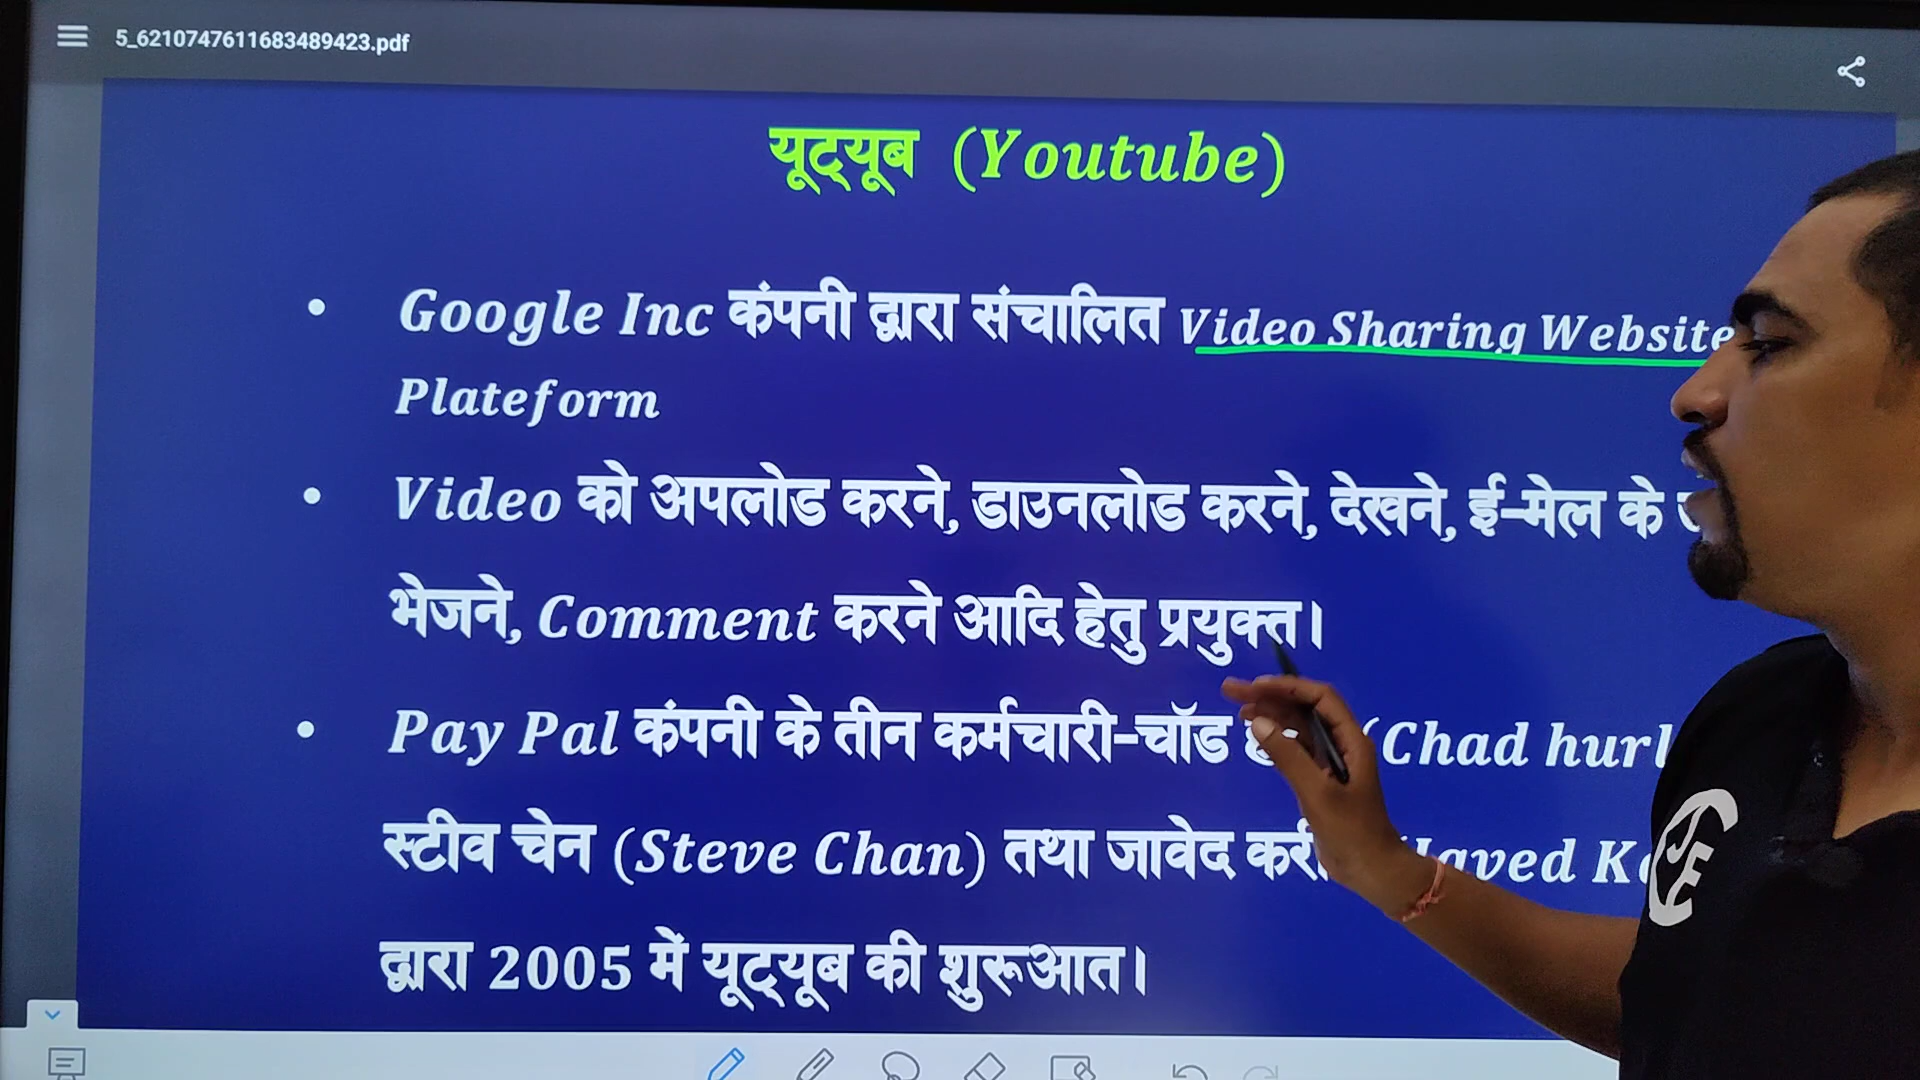 5_6210747611683489423.pdf
यूट्यूब (Youtube)
• Google Inc कंपनी द्वारा संचालित Video Sharing Website
Plateform
• Video को अपलोड करने, डाउनलोड करने, देखने, ई-मेल के
भेजने, Comment करने आदि हेतु प्रयुक्त।
• Pay Pal कंपनी के तीन कर्मचारी-चॉड (Chad hurl
स्टीव चेन (Steve Chan) तथा जावेद
द्वारा 2005 में यूट्यूब की शुरूआत।